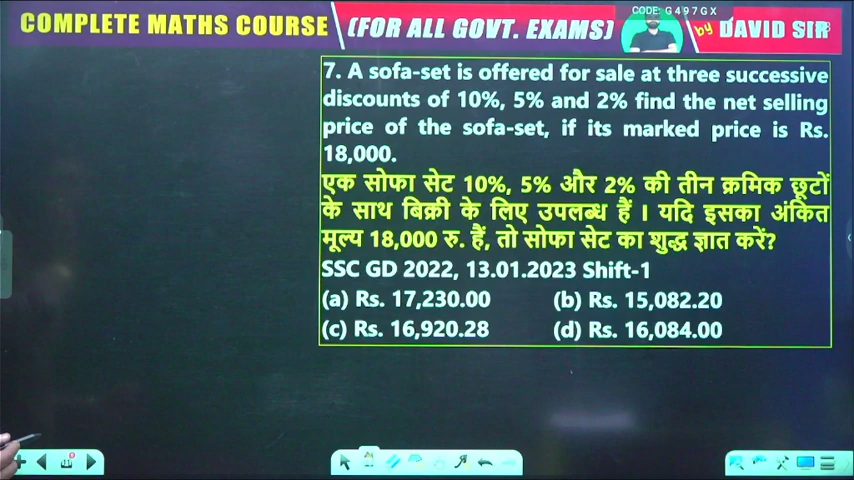 COMPLETE MATHS COURSE (FOR ALL GOVT. EXAMS) by DAVID SIR
CODE: G497GX
7. A sofa-set is offered for sale at three successive
discounts of 10%, 5% and 2% find the net selling
price of the sofa-set, if its marked price is Rs.
18,000.
एक सोफा सेट 10%, 5% और 2% की तीन क्रमिक छूटों
के साथ बिक्री के लिए उपलब्ध हैं । यदि इसका अंकित
मूल्य 18,000 रु. हैं, तो सोफा सेट का शुद्ध ज्ञात करें?
SSC GD 2022, 13.01.2023 Shift-1
(a) Rs. 17,230.00 (b) Rs. 15,082.20
(c) Rs. 16,920.28 (d) Rs. 16,084.00